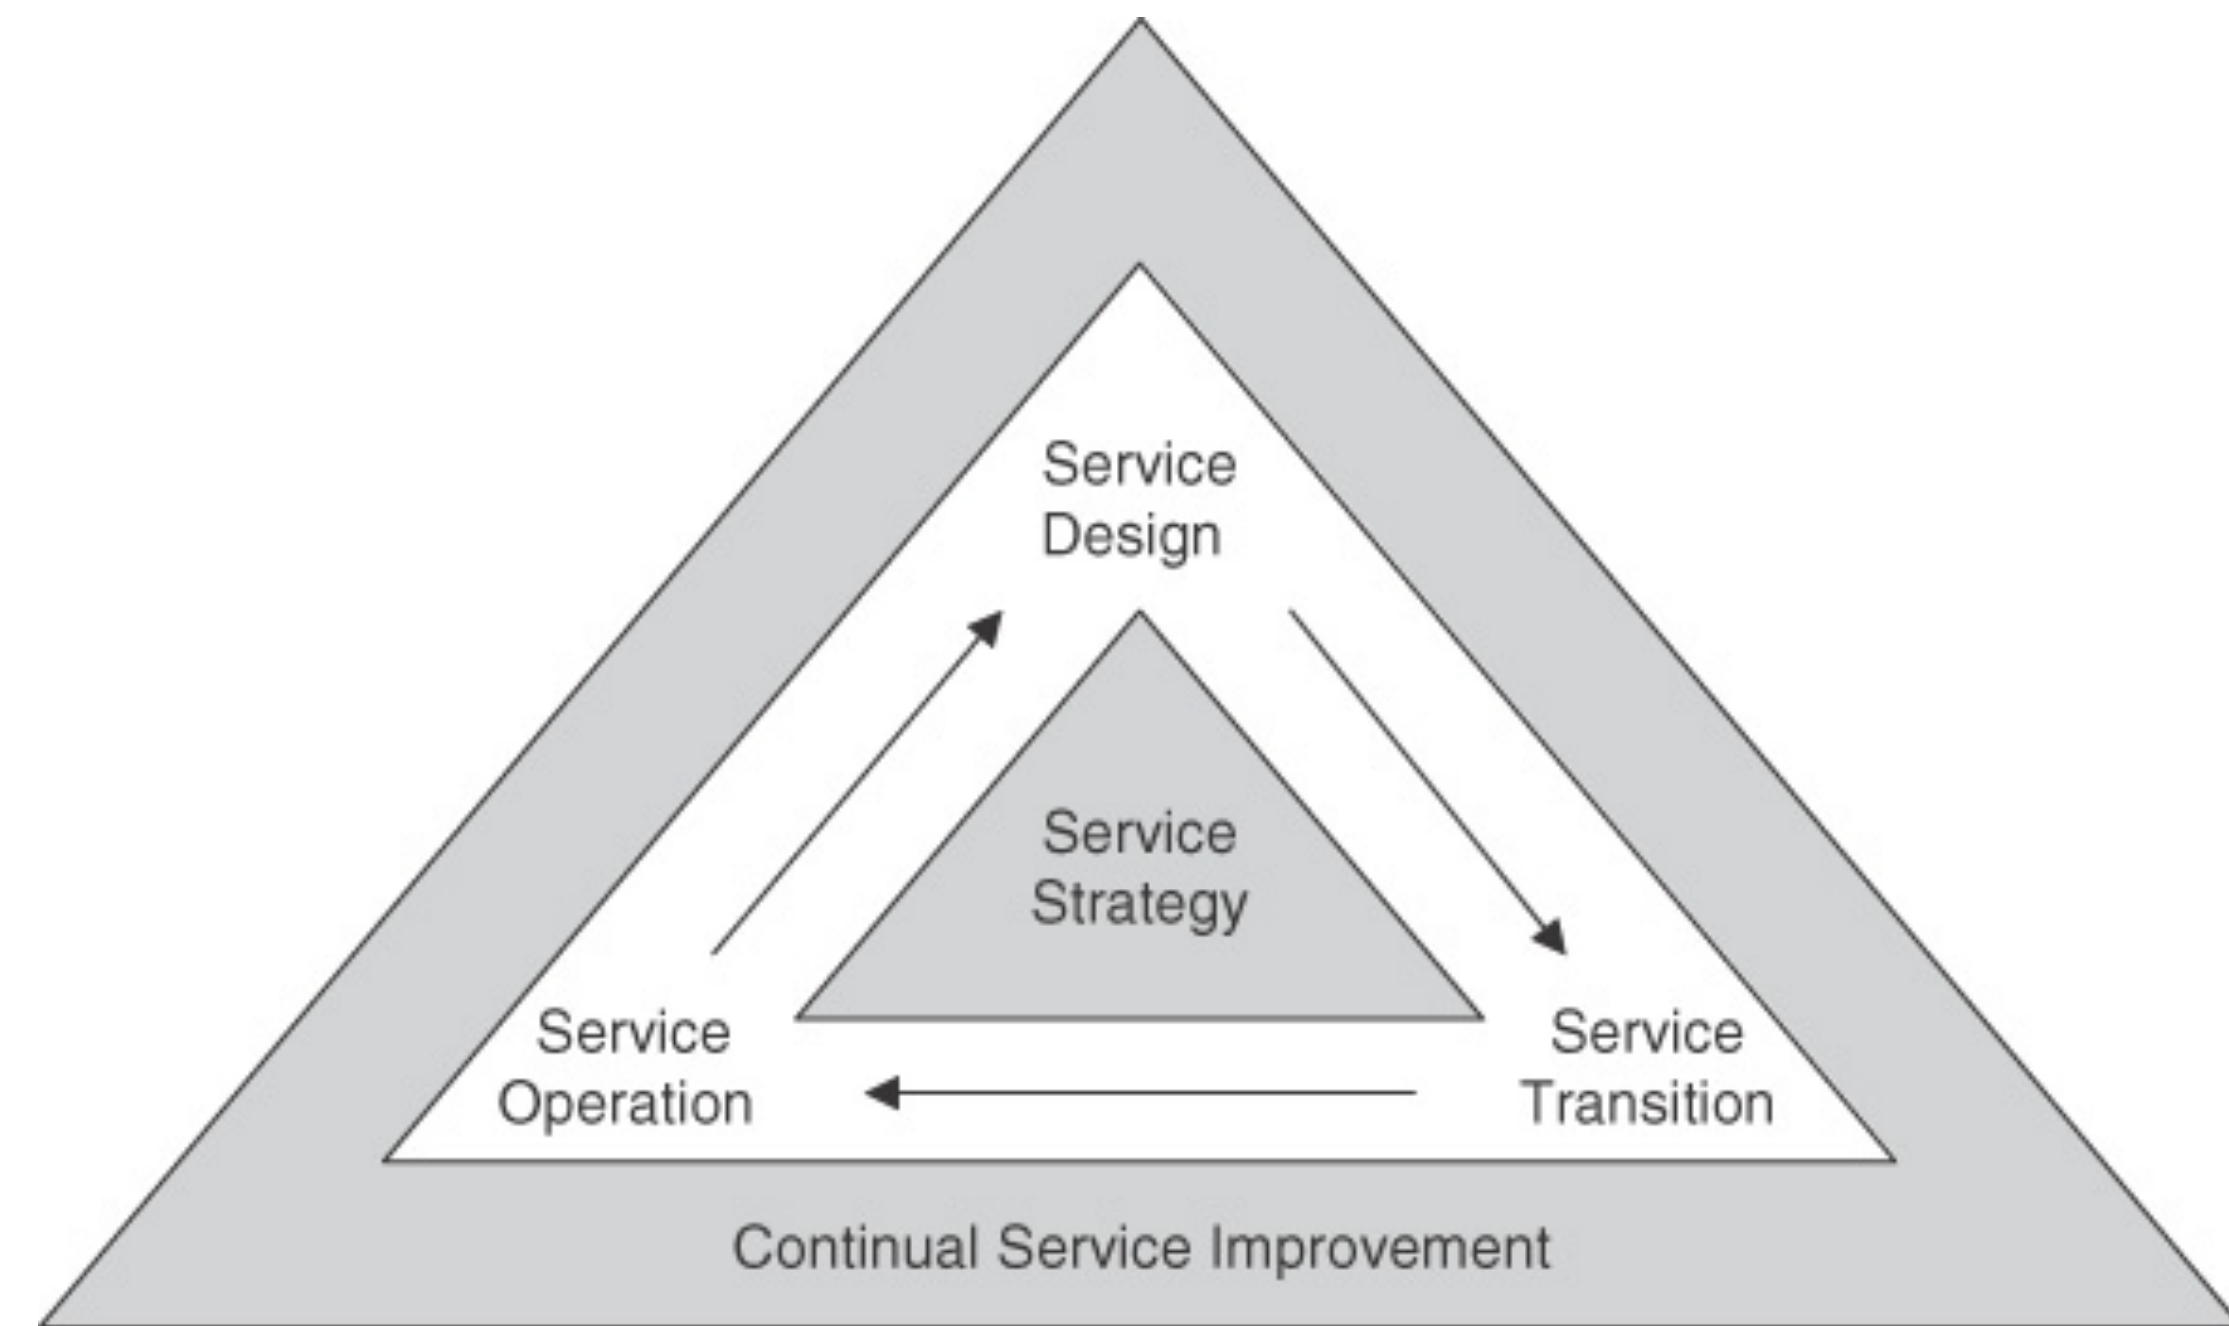 Service
Design
Service
Strategy
Service
Operation
Service
Transition
Continual Service Improvement